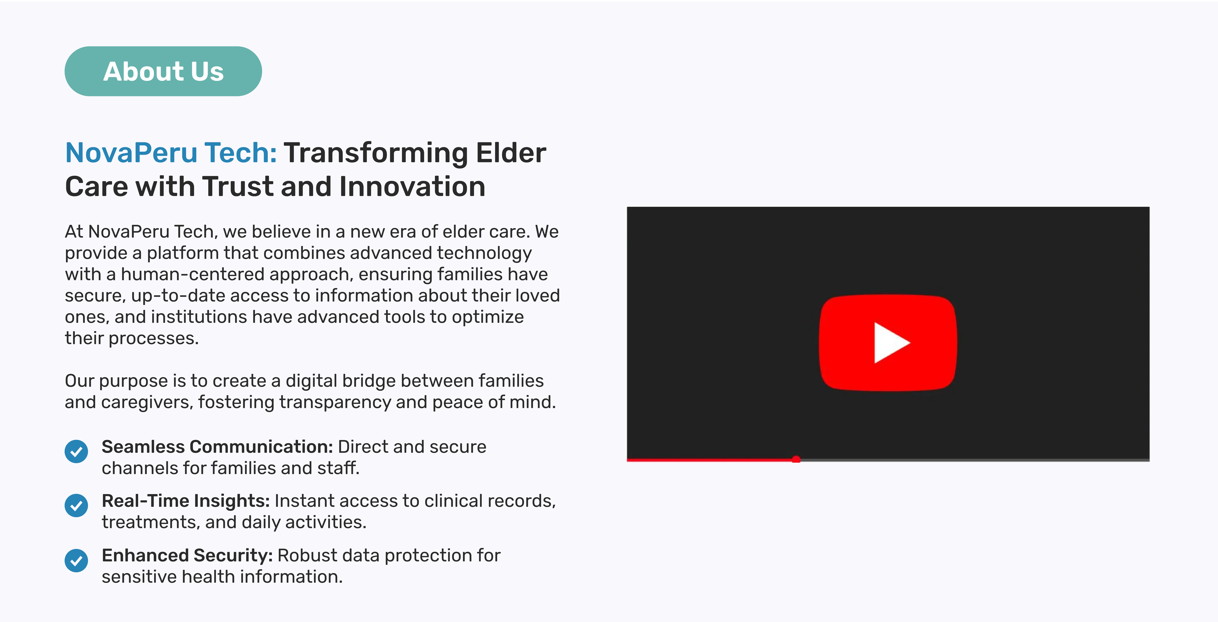 About Us
NovaPeru Tech: Transforming Elder
Care with Trust and Innovation
At NovaPeru Tech, we believe in a new era of elder care. We
provide a platform that combines advanced technology
with a human-centered approach, ensuring families have
secure, up-to-date access to information about their loved
ones, and institutions have advanced tools to optimize
their processes.
Our purpose is to create a digital bridge between families
and caregivers, fostering transparency and peace of mind.
Seamless Communication: Direct and secure
channels for families and staff.
Real-Time Insights: Instant access to clinical records,
treatments, and daily activities.
Enhanced Security: Robust data protection for
sensitive health information.